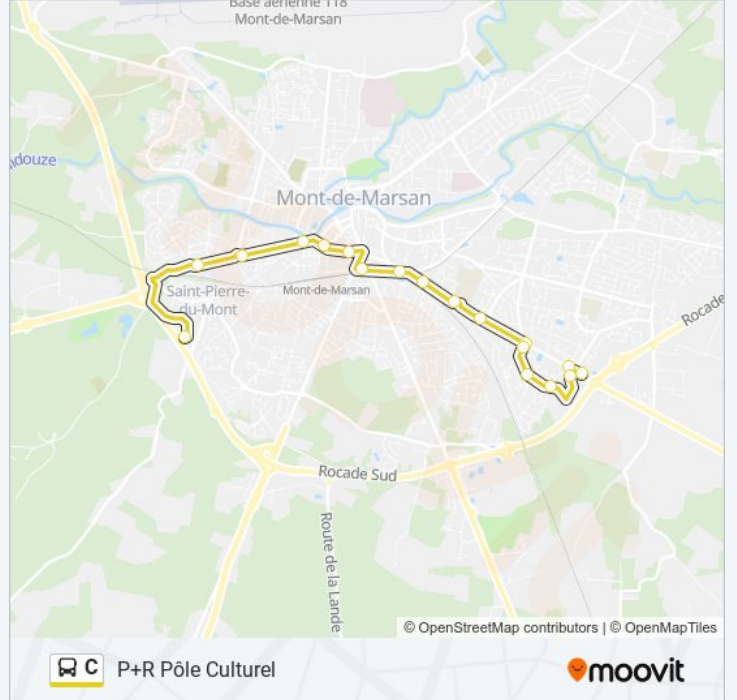 Base aérienne 118
Mont-de-Marsan
douze
Mont-de-Marsan
Saint-Pierre-
du-Mont
Mont-de-Marsan
Rocade
Rocade Sud
Route de la Lande
© OpenStreetMap contributors | © OpenMapTiles
C P+R Pôle Culturel
moovit